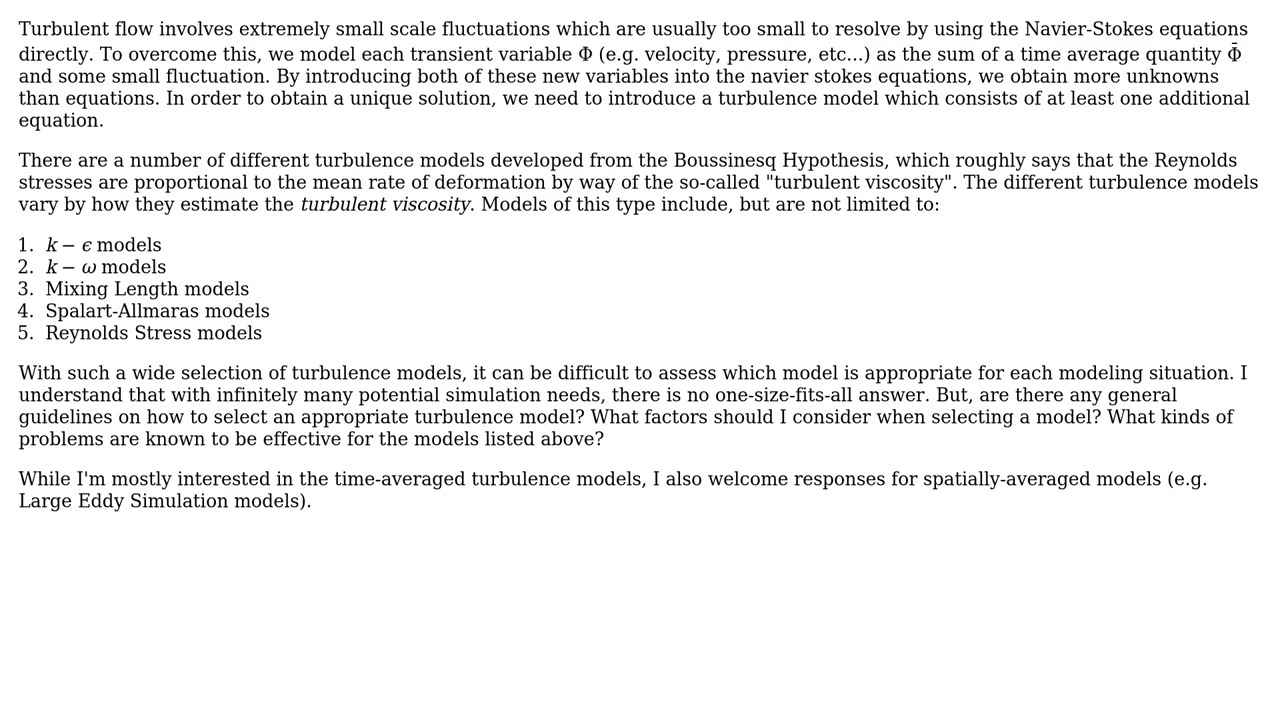 Turbulent flow involves extremely small scale fluctuations which are usually too small to resolve by using the Navier-Stokes equations
directly. To overcome this, we model each transient variable Φ (e.g. velocity, pressure, etc...) as the sum of a time average quantity Φ̄
and some small fluctuation. By introducing both of these new variables into the navier stokes equations, we obtain more unknowns
than equations. In order to obtain a unique solution, we need to introduce a turbulence model which consists of at least one additional
equation.
There are a number of different turbulence models developed from the Boussinesq Hypothesis, which roughly says that the Reynolds
stresses are proportional to the mean rate of deformation by way of the so-called "turbulent viscosity". The different turbulence models
vary by how they estimate the turbulent viscosity. Models of this type include, but are not limited to:
1. k − ϵ models
2. k − ω models
3. Mixing Length models
4. Spalart-Allmaras models
5. Reynolds Stress models
With such a wide selection of turbulence models, it can be difficult to assess which model is appropriate for each modeling situation. I
understand that with infinitely many potential simulation needs, there is no one-size-fits-all answer. But, are there any general
guidelines on how to select an appropriate turbulence model? What factors should I consider when selecting a model? What kinds of
problems are known to be effective for the models listed above?
While I'm mostly interested in the time-averaged turbulence models, I also welcome responses for spatially-averaged models (e.g.
Large Eddy Simulation models).